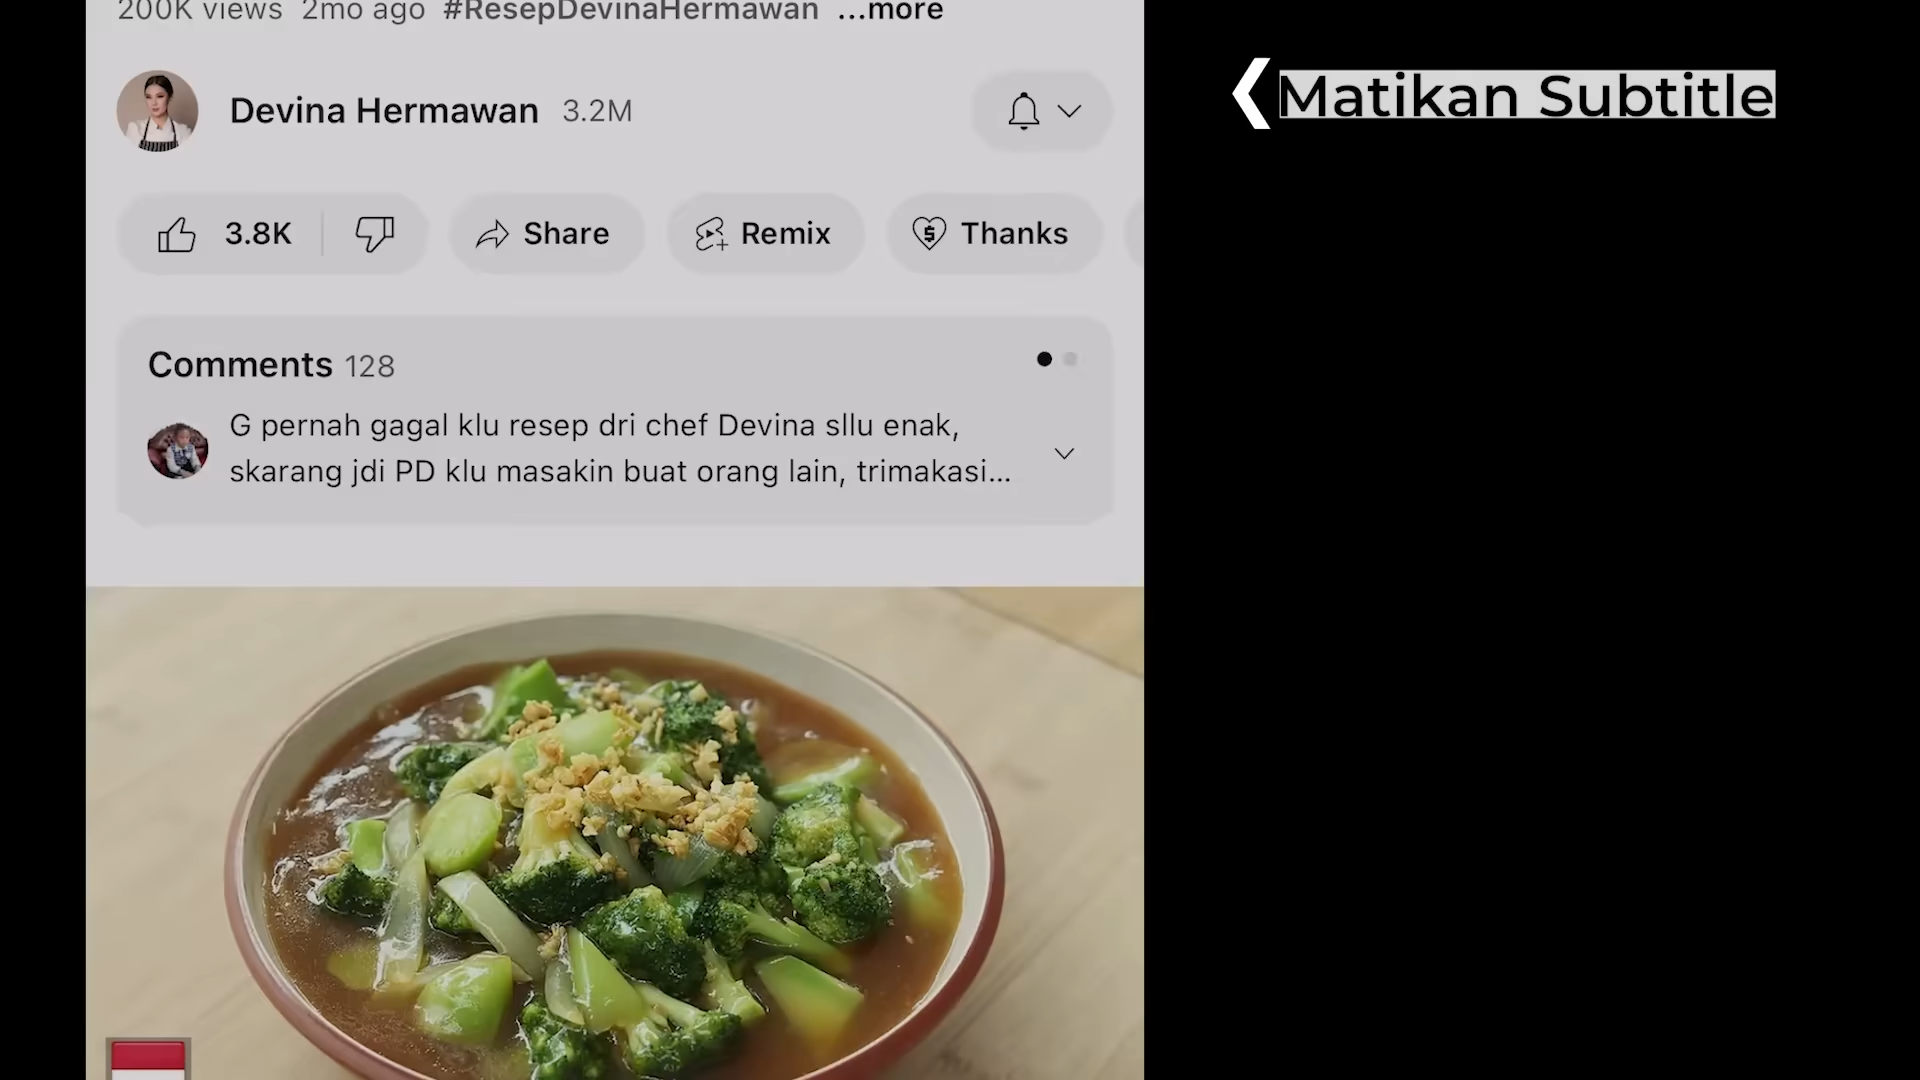 200K views 2mo ago #ResepDevinaHermawan ...more
Devina Hermawan 3.2M
3.8K Share Remix Thanks
Comments 128
G pernah gagal klu resep dri chef Devina sllu enak,
skarang jdi PD klu masakin buat orang lain, trimakasi...
Matikan Subtitle